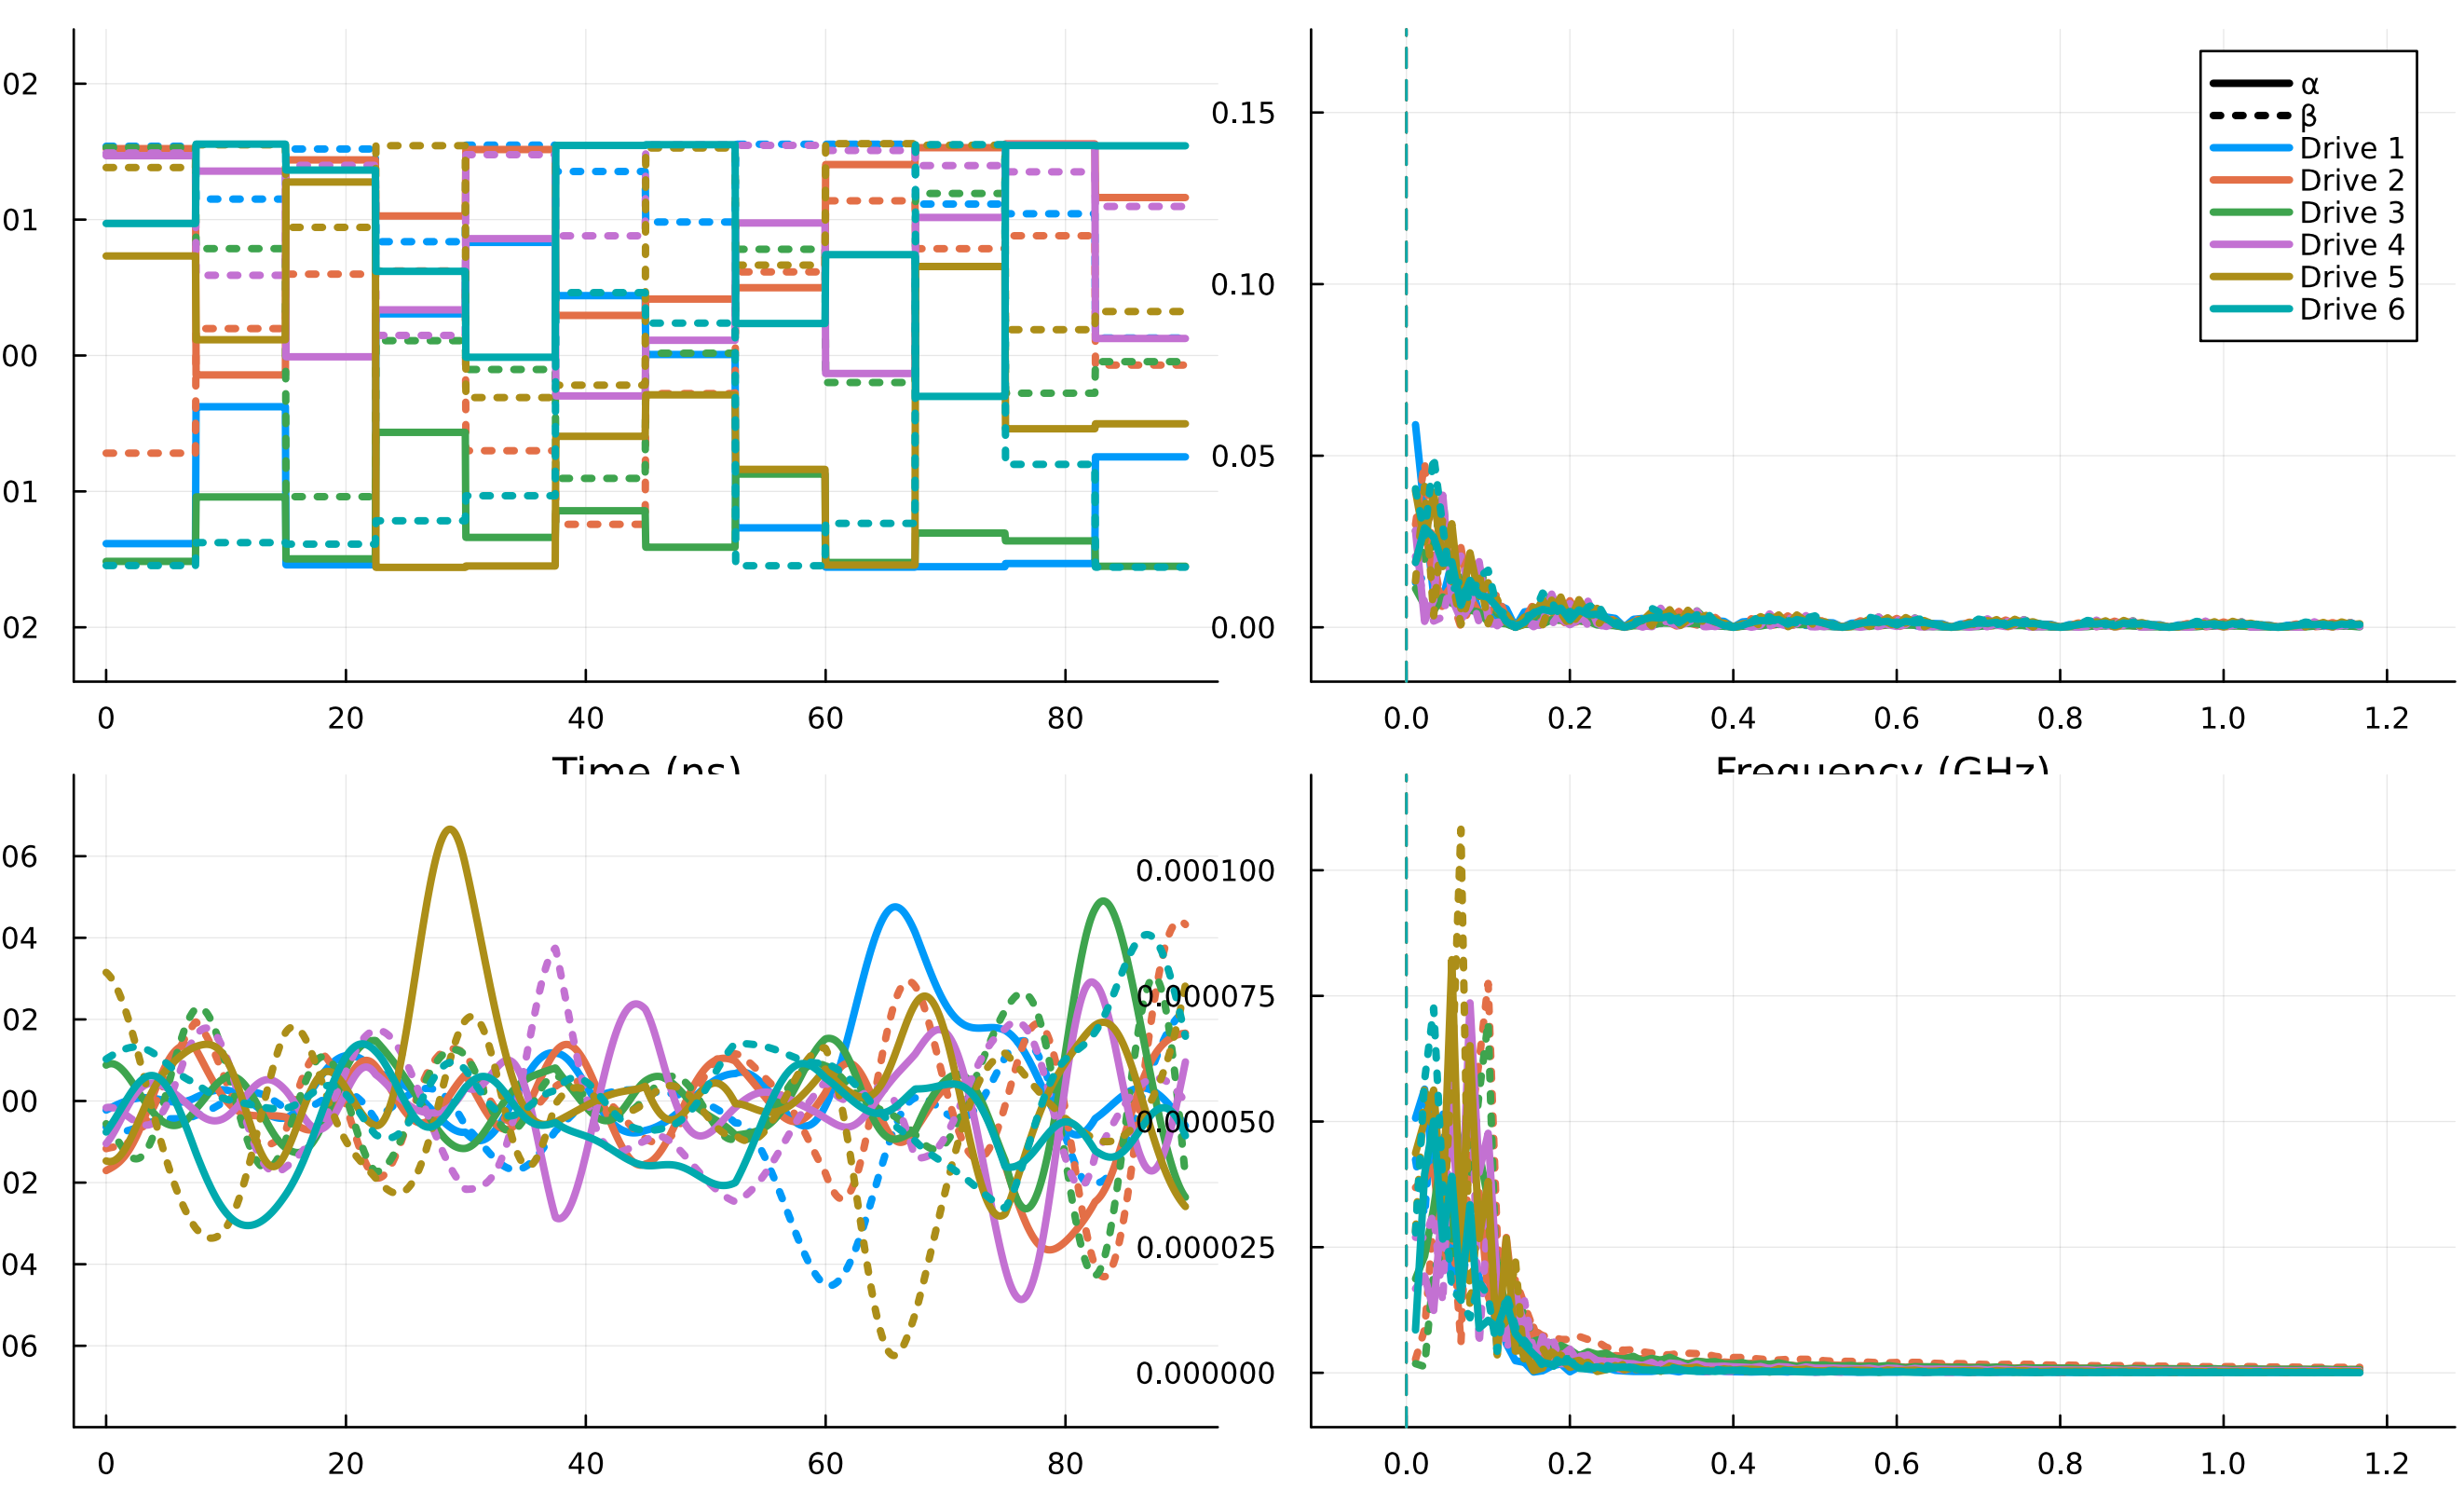 02
01
00
01
02
0 20 40 60 80
Time (ns)
0.15
0.10
0.05
0.00
0.0 0.2 0.4 0.6 0.8 1.0 1.2
Frequency (GHz)
α
β
Drive 1
Drive 2
Drive 3
Drive 4
Drive 5
Drive 6
06
04
02
00
02
04
06
0 20 40 60 80
0.000100
0.000075
0.000050
0.000025
0.000000
0.0 0.2 0.4 0.6 0.8 1.0 1.2